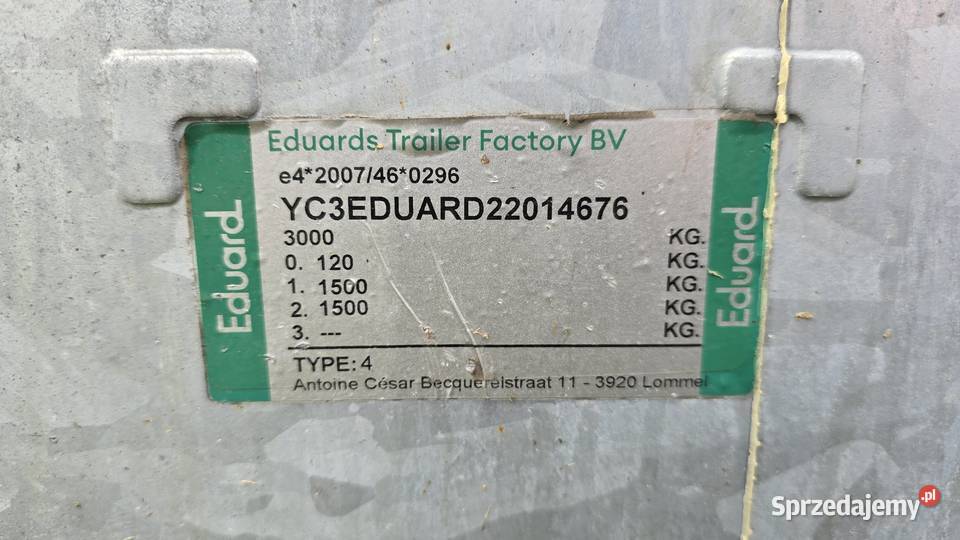 Eduards Trailer Factory BV
e4*2007/46*0296
YC3EDUARD22014676
3000 KG.
0. 120 KG.
1. 1500 KG.
2. 1500 KG.
3. --- KG.
TYPE: 4
Antoine César Becquerelstraat 11 - 3920 Lommel
Eduard
Eduard
Sprzedajemy.pl